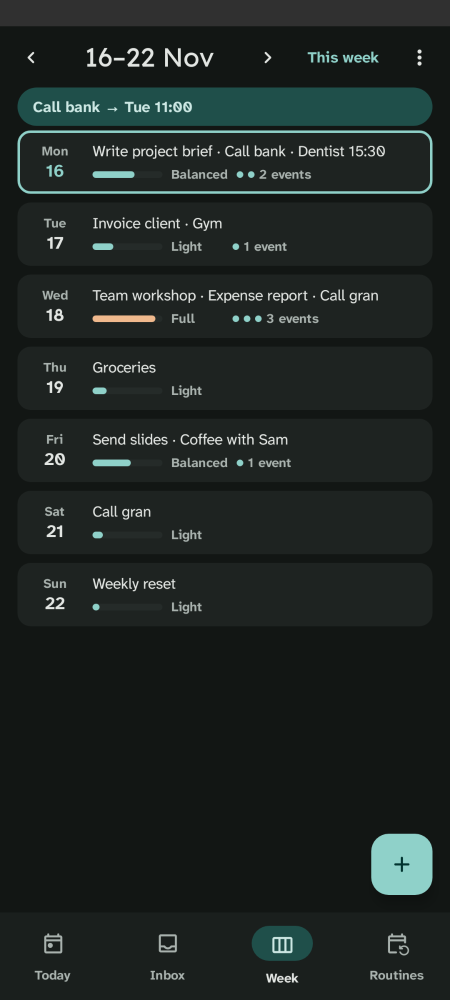 16–22 Nov
This week
Call bank → Tue 11:00
Mon
16
Write project brief · Call bank · Dentist 15:30
Balanced
2 events
Tue
17
Invoice client · Gym
Light
1 event
Wed
18
Team workshop · Expense report · Call gran
Full
3 events
Thu
19
Groceries
Light
Fri
20
Send slides · Coffee with Sam
Balanced
1 event
Sat
21
Call gran
Light
Sun
22
Weekly reset
Light
Today
Inbox
Week
Routines